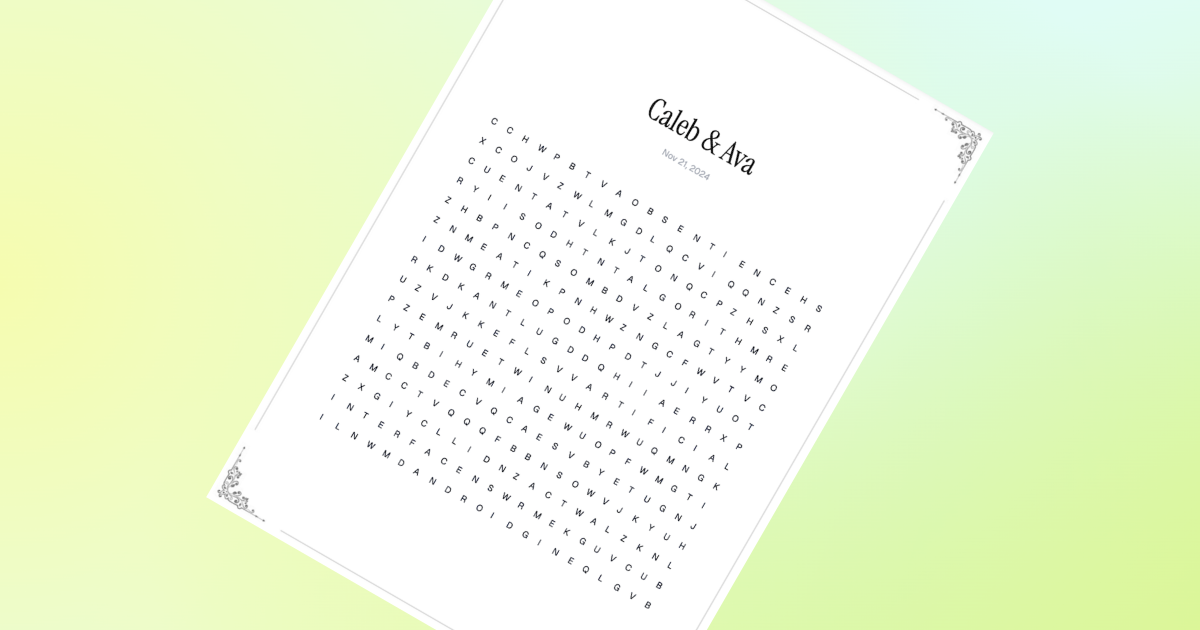 Caleb & Ava
Nov 21, 2024
C C H W P B T V A O B S E N T I E N C E H S
X C O J V Z W L M G D L Q C V I Q Q N Z S R
C U E N T A T V L K J T O N Q C P Z H S X L
R Y I I S O D H T N T A L G O R I T H M R E
Z H B P N C Q S O M B D V Z L A G T Y Y M O
Z N M E A T I K P N H W Z N G C F W V T V C
I D W G R M E O P O D H P D T J J I Y U O T
R K D K A N T L U G D D Q H I I A E R R X P
U Z V J K K E F L S V V A R T I F I C I A L
P Z E M R U E T W I N U H M R W U Q M N G K
L Y T B I H Y M I A G E W U O P F W M G T I
M I Q B D E C V Q C A E S V B Y E T U G N J
A M C C T V Q Q Q F B B N S O W V J K Y U H
Z X G I Y C L L I D N Z A C T W A L Z K N L
I N T E R F A C E N S W R M E K G U V C U B
I L N W M D A N D R O I D G I N E Q L G V B